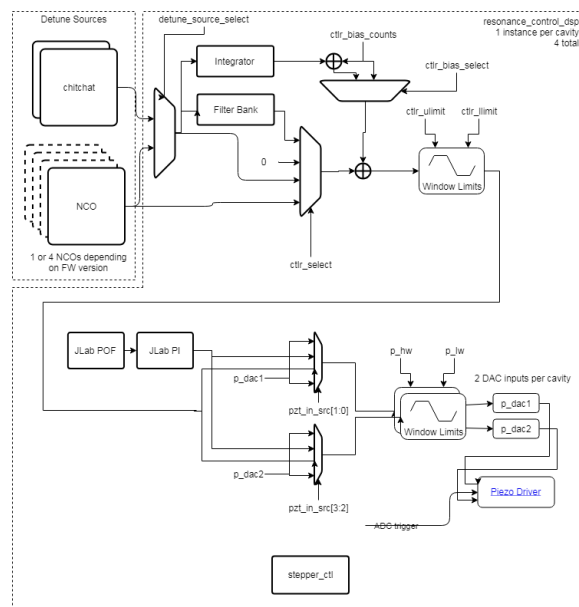 Detune Sources
detune_source_select
resonance_control_dsp
1 instance per cavity
4 total
ctlr_bias_counts
Integrator
ctlr_bias_select
chitchat
Filter Bank
ctlr_ulimit
ctlr_llimit
0
Window Limits
NCO
1 or 4 NCOs depending
on FW version
ctlr_select
JLab POF
JLab PI
p_hw
p_lw
2 DAC inputs per cavity
p_dac1
p_dac1
pzt_in_src[1:0]
Window Limits
p_dac2
p_dac2
Piezo Driver
pzt_in_src[3:2]
ADC trigger
stepper_ctl